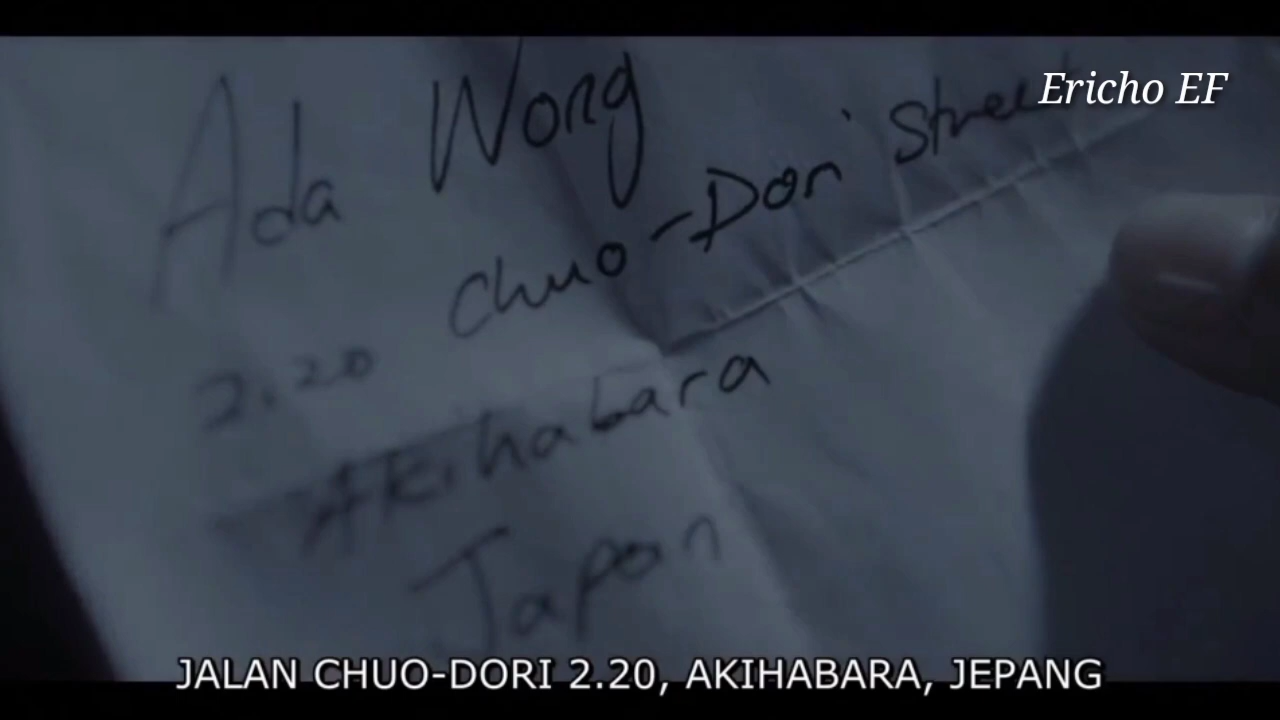 Ericho EF
Ada Wong
2.20 Chuo-Dori Street
Akihabara
Japan
JALAN CHUO-DORI 2.20, AKIHABARA, JEPANG